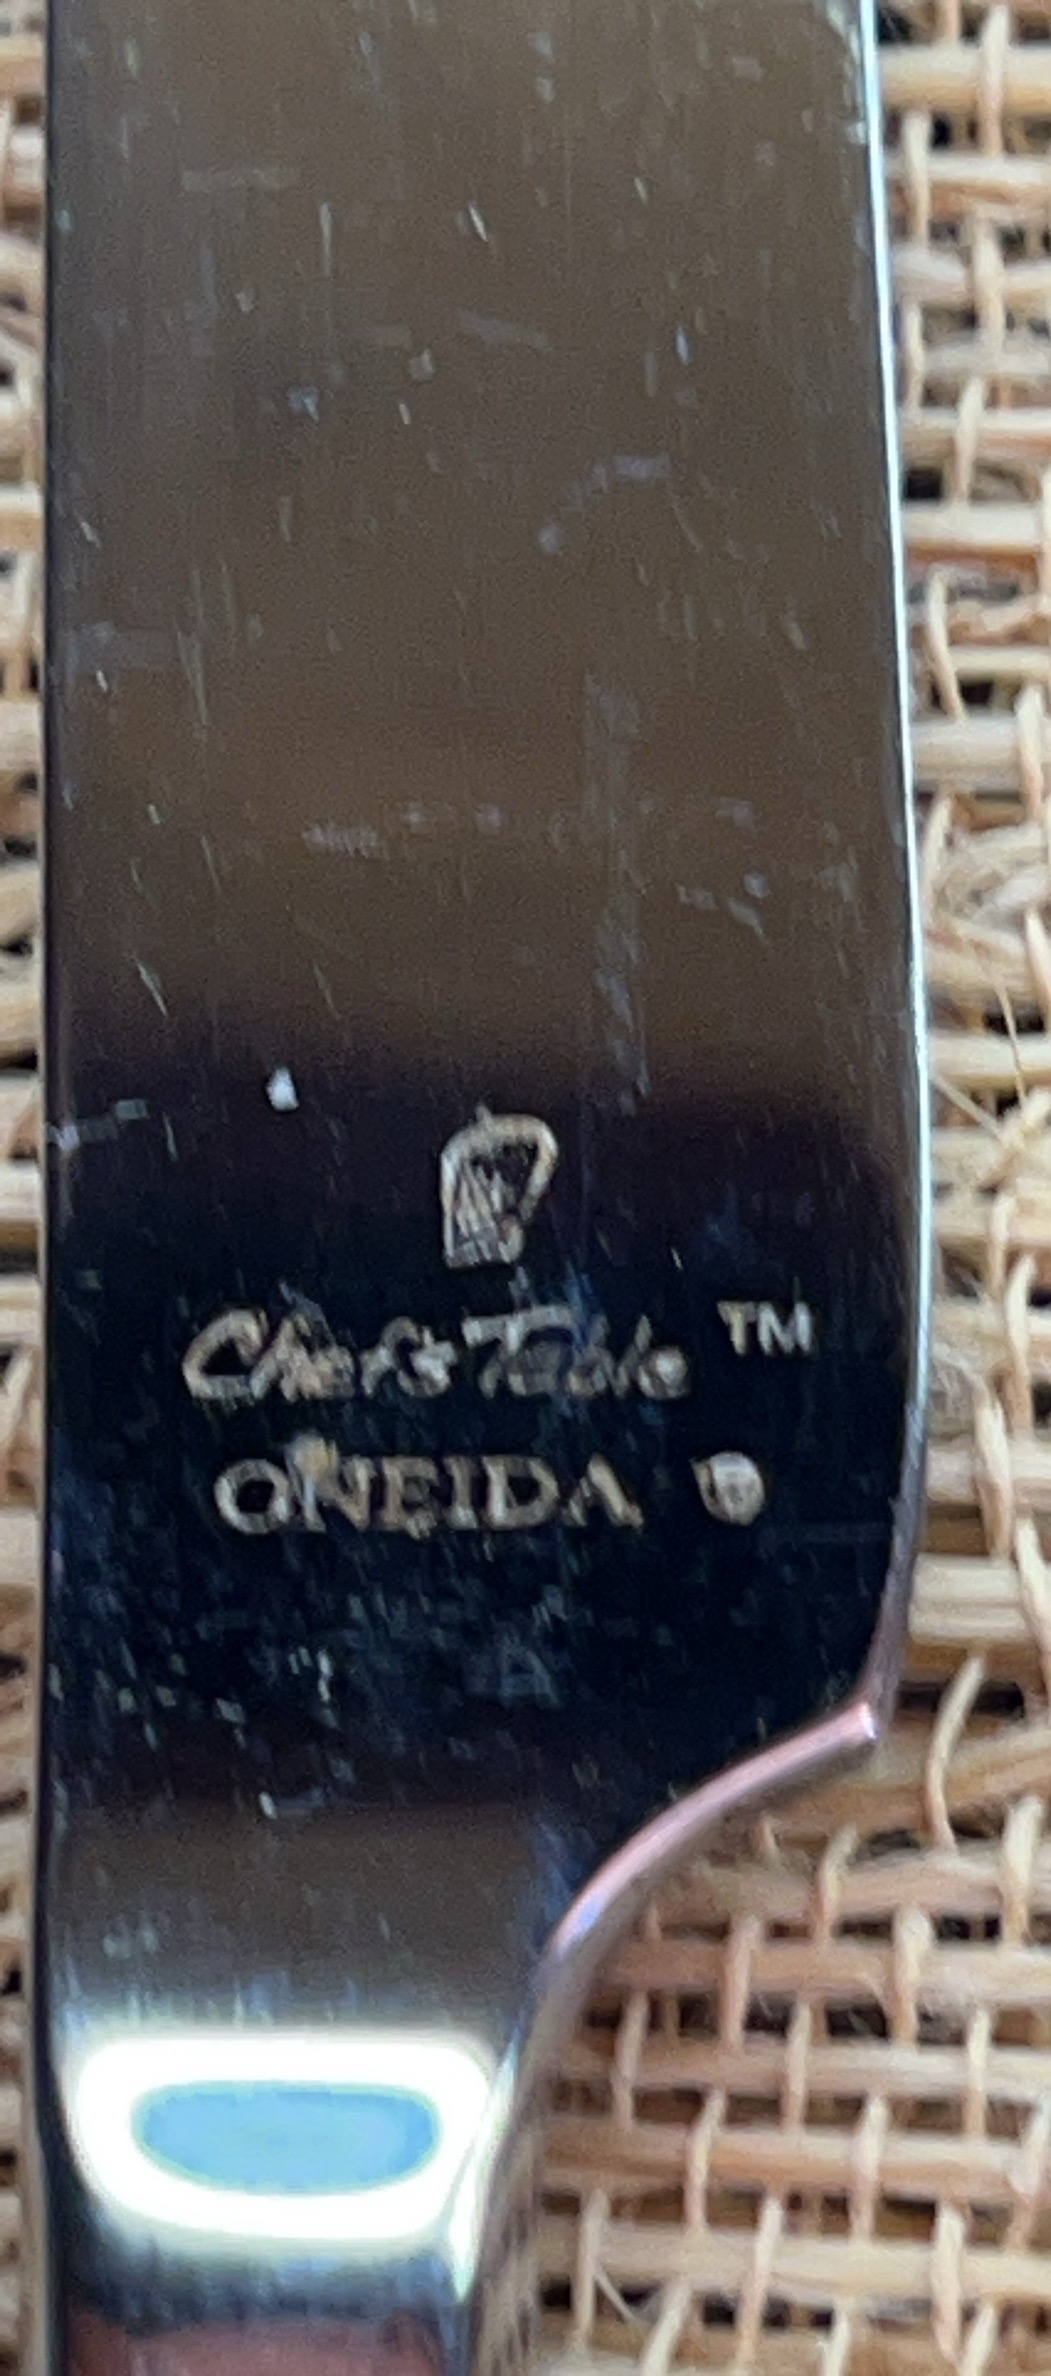 Chef's Table ™
ONEIDA ®